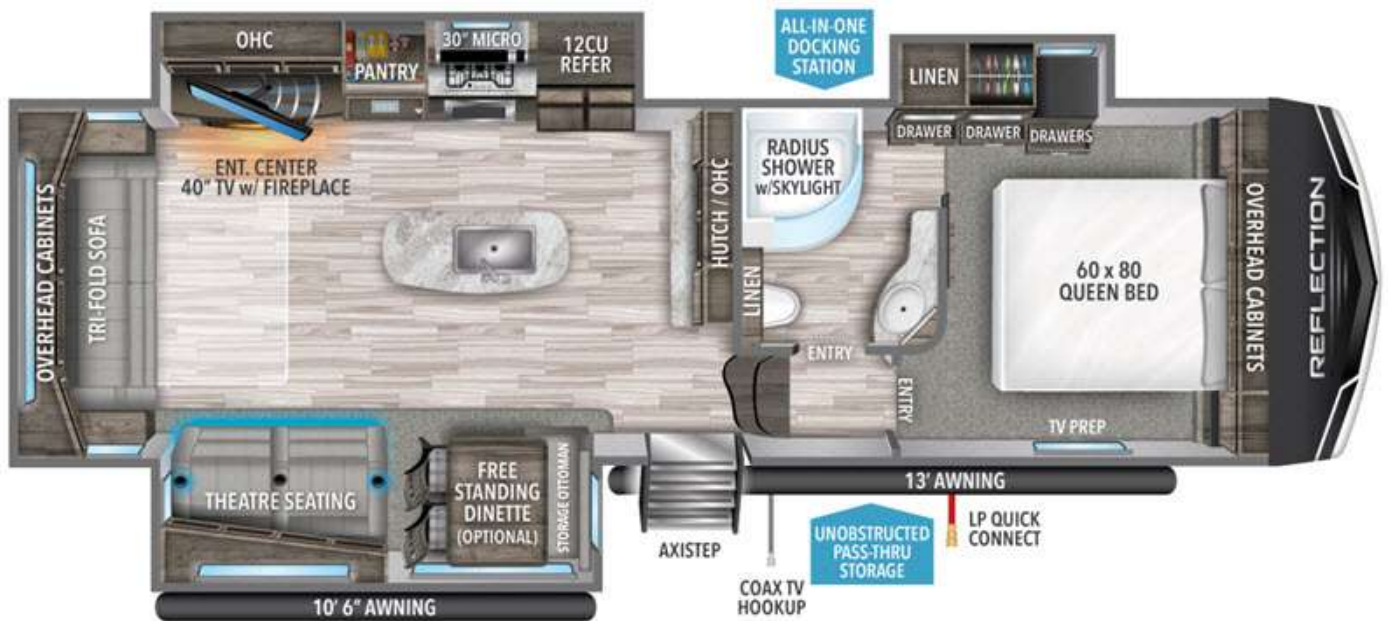 OHC
PANTRY
30" MICRO
12CU
REFER
ALL-IN-ONE
DOCKING
STATION
LINEN
DRAWER
DRAWER
DRAWERS
ENT. CENTER
40" TV w/ FIREPLACE
OVERHEAD CABINETS
TRI-FOLD SOFA
HUTCH / OHC
RADIUS
SHOWER
w/SKYLIGHT
LINEN
ENTRY
ENTRY
60 x 80
QUEEN BED
OVERHEAD CABINETS
REFLECTION
TV PREP
THEATRE SEATING
FREE
STANDING
DINETTE
(OPTIONAL)
STORAGE OTTOMAN
13' AWNING
AXISTEP
COAX TV
HOOKUP
UNOBSTRUCTED
PASS-THRU
STORAGE
LP QUICK
CONNECT
10' 6" AWNING